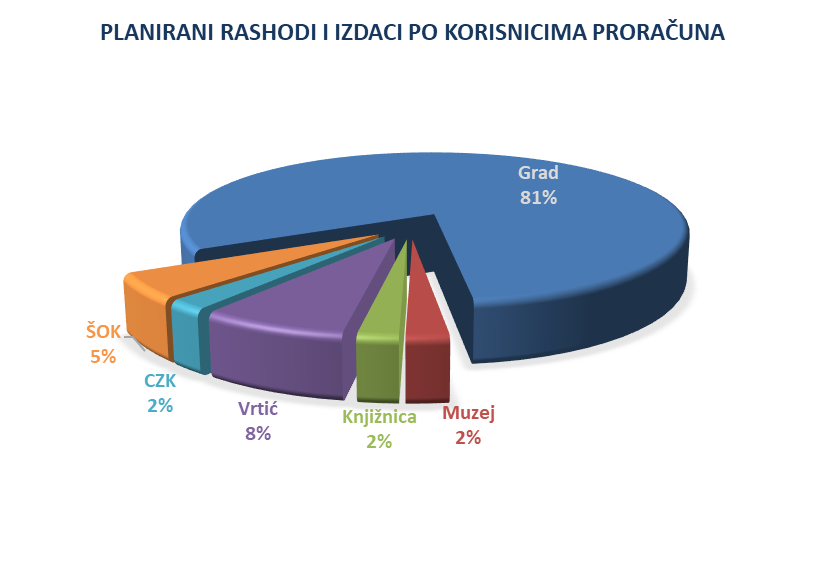 PLANIRANI RASHODI I IZDACI PO KORISNICIMA PRORAČUNA
Grad
81%
ŠOK
5%
CZK
2%
Vrtić
8%
Knjižnica
2%
Muzej
2%